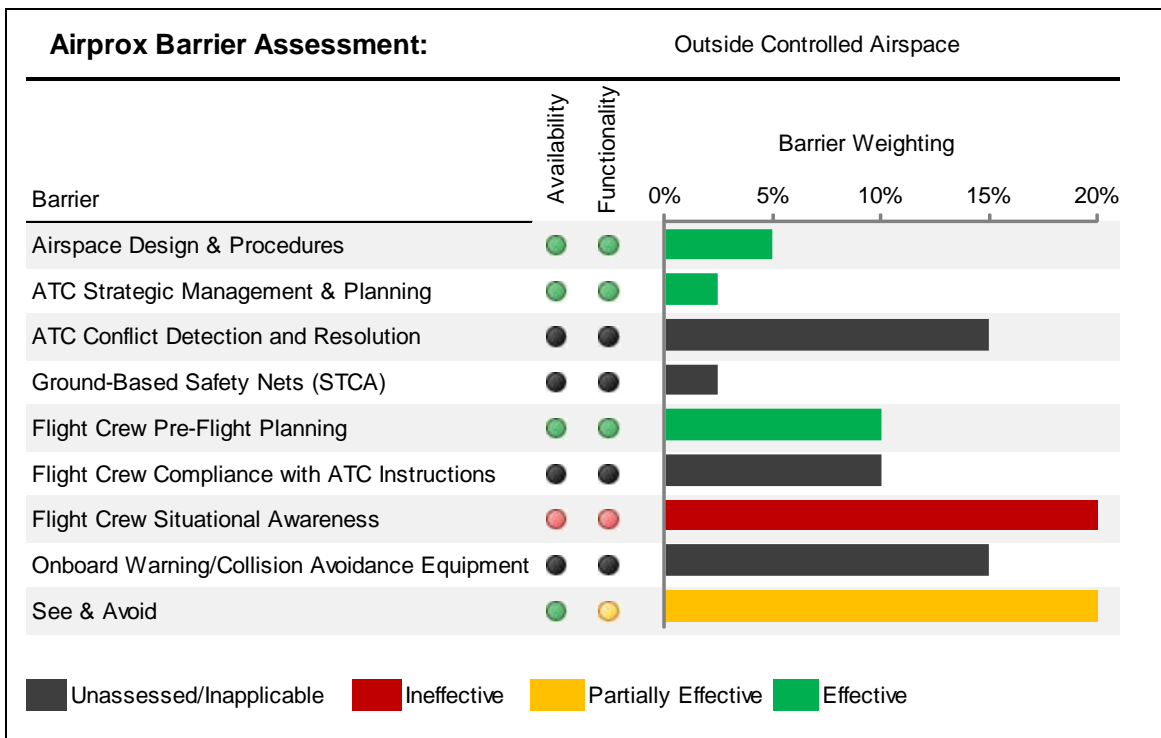 Airprox Barrier Assessment: Outside Controlled Airspace
Barrier
Availability
Functionality
Barrier Weighting
0% 5% 10% 15% 20%
Airspace Design & Procedures
ATC Strategic Management & Planning
ATC Conflict Detection and Resolution
Ground-Based Safety Nets (STCA)
Flight Crew Pre-Flight Planning
Flight Crew Compliance with ATC Instructions
Flight Crew Situational Awareness
Onboard Warning/Collision Avoidance Equipment
See & Avoid
Unassessed/Inapplicable Ineffective Partially Effective Effective